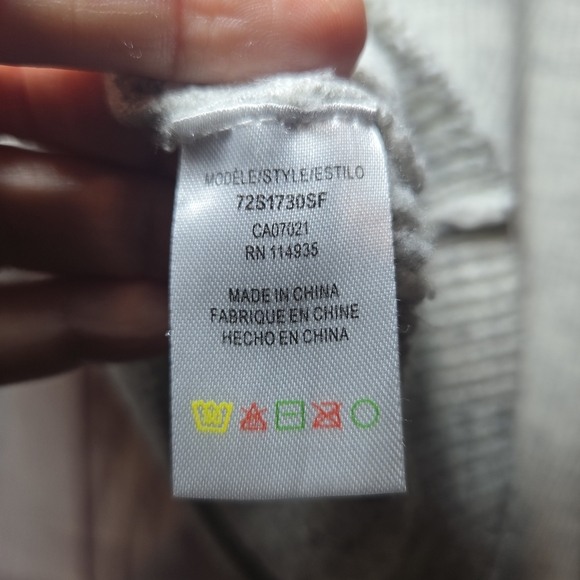 MODÈLE/STYLE/ESTILO
72S1730SF
CA07021
RN 114935
MADE IN CHINA
FABRIQUE EN CHINE
HECHO EN CHINA